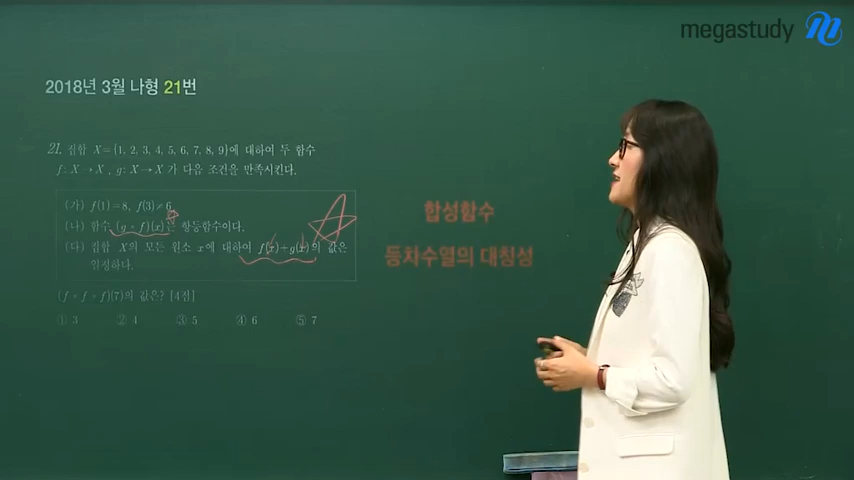 megastudy
2018년 3월 나형 21번
21. 집합 X={1, 2, 3, 4, 5, 6, 7, 8, 9}에 대하여 두 함수
f: X → X, g: X → X 가 다음 조건을 만족시킨다.
(가) f(1)=8, f(3)≠6
(나) 함수 (g∘f)(x)는 항등함수이다.
(다) 집합 X의 모든 원소 x에 대하여 f(x)+g(x)의 값은
일정하다.
(f∘f∘f)(7)의 값은? [4점]
① 3 ② 4 ③ 5 ④ 6 ⑤ 7
합성함수
등차수열의 대칭성